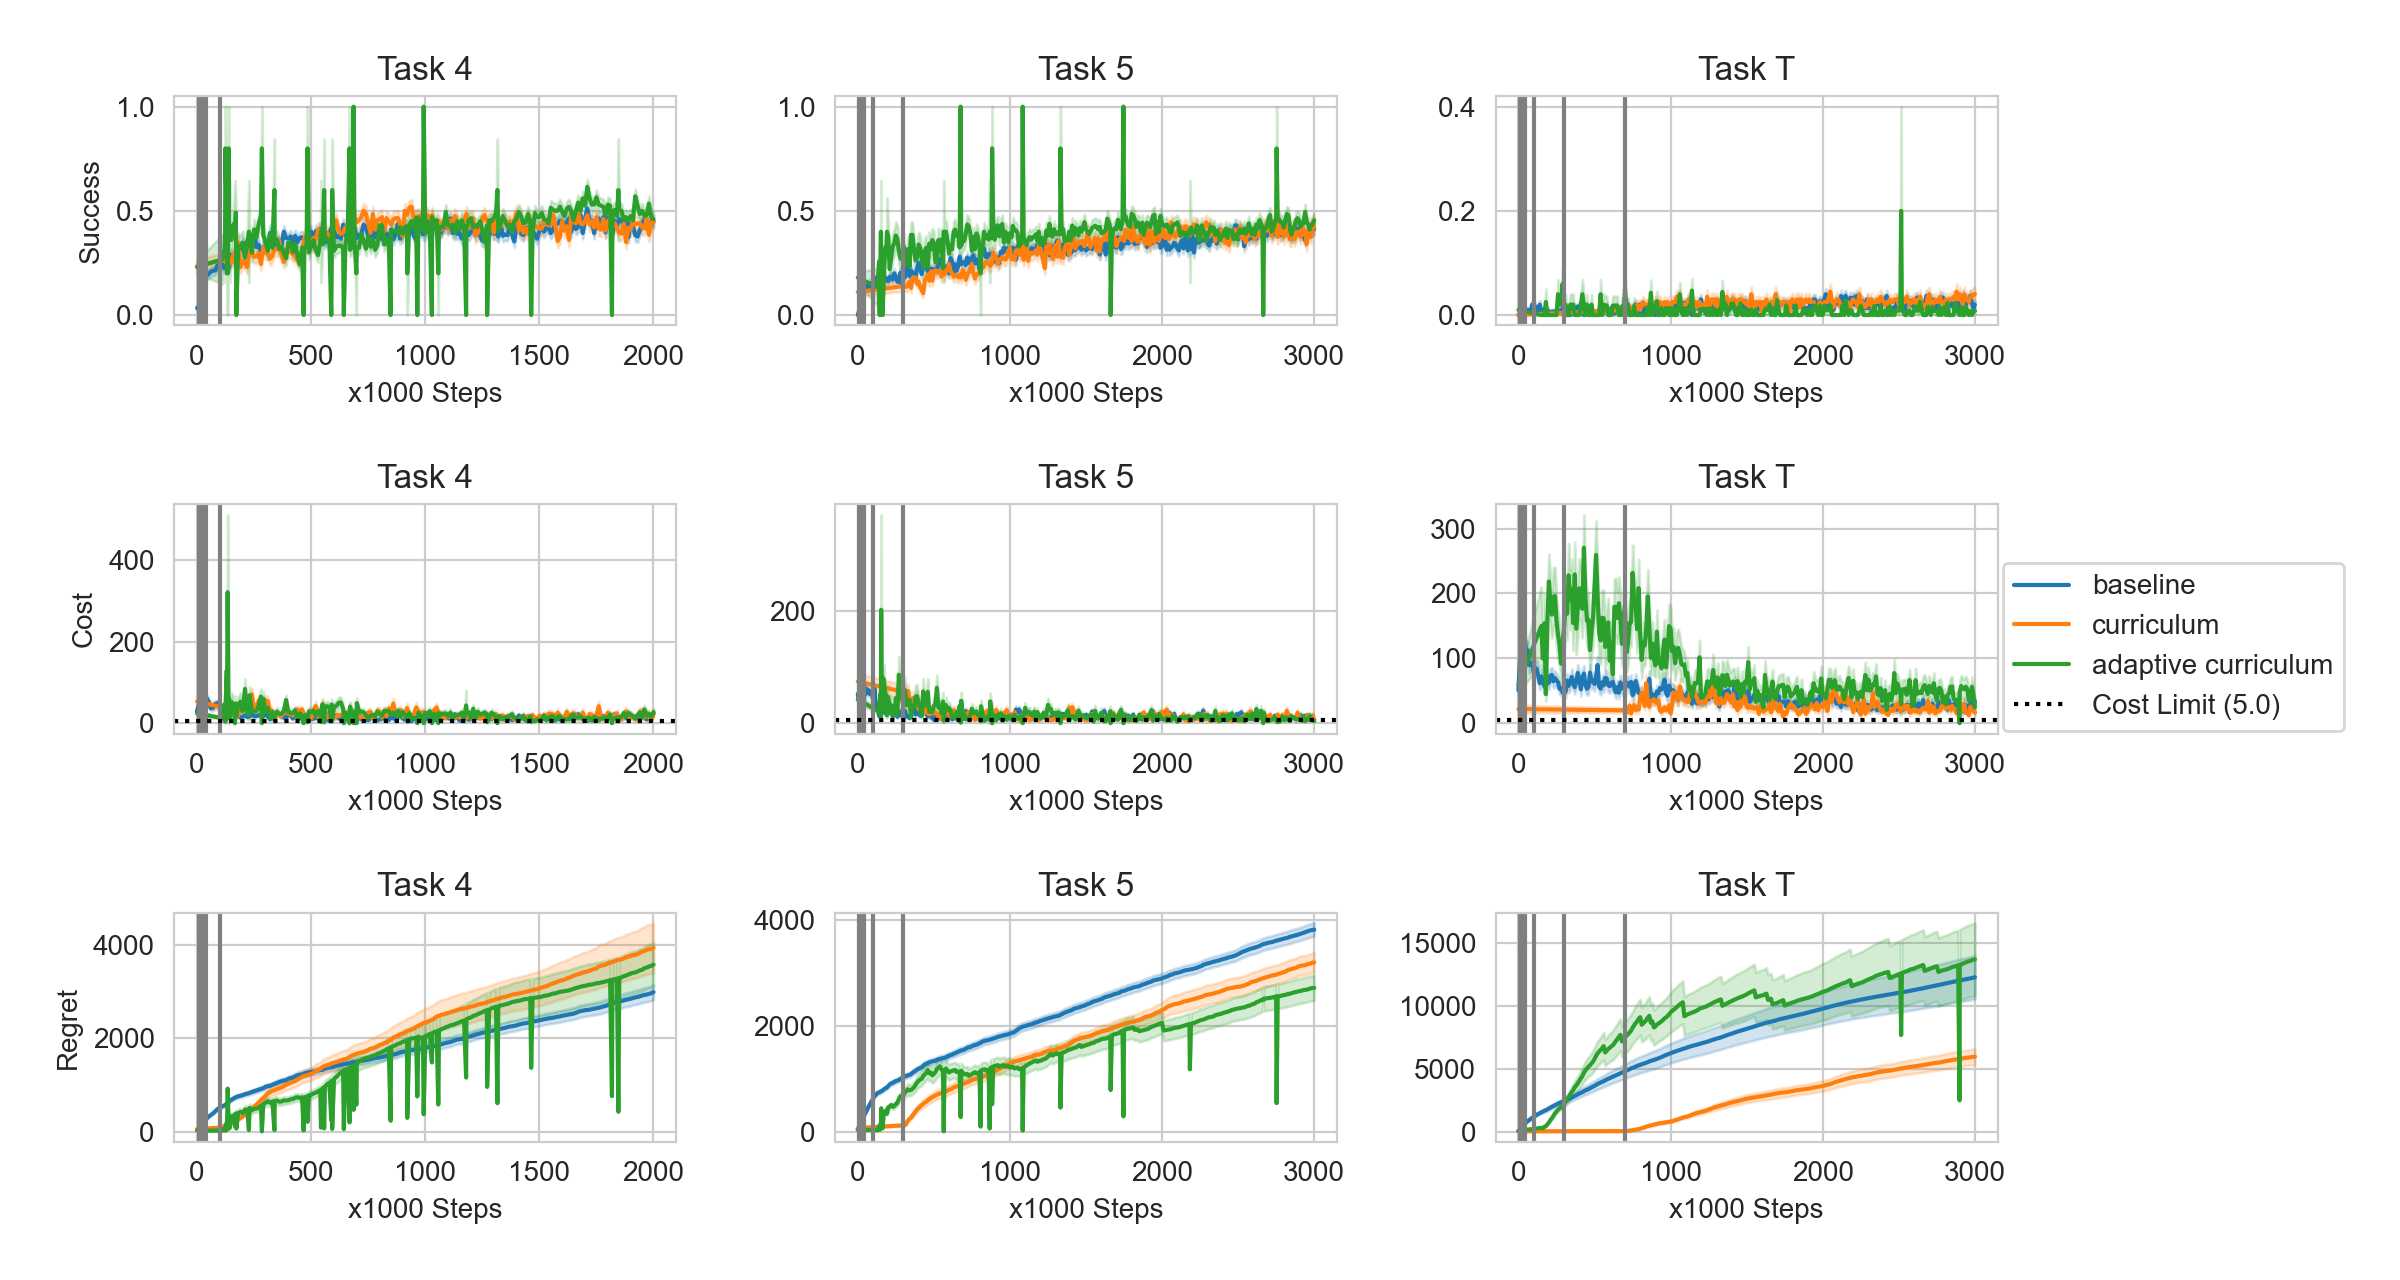 Task 4
Task 5
Task T
Success
1.0
0.5
0.0
0 500 1000 1500 2000
x1000 Steps
1.0
0.5
0.0
0 1000 2000 3000
x1000 Steps
0.4
0.2
0.0
0 1000 2000 3000
x1000 Steps
Task 4
Task 5
Task T
Cost
400
200
0
0 500 1000 1500 2000
x1000 Steps
200
0
0 1000 2000 3000
x1000 Steps
300
200
100
0
0 1000 2000 3000
x1000 Steps
baseline
curriculum
adaptive curriculum
Cost Limit (5.0)
Task 4
Task 5
Task T
Regret
4000
2000
0
0 500 1000 1500 2000
x1000 Steps
4000
2000
0
0 1000 2000 3000
x1000 Steps
15000
10000
5000
0
0 1000 2000 3000
x1000 Steps